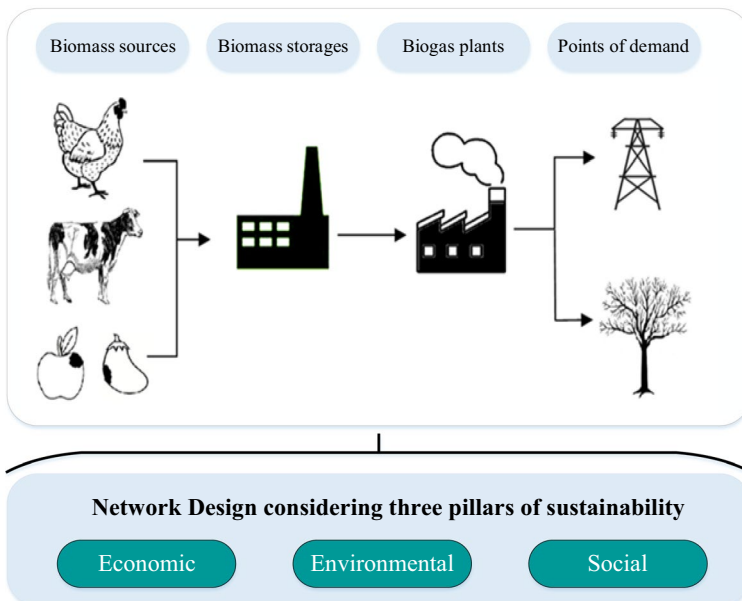 Biomass sources
Biomass storages
Biogas plants
Points of demand
Network Design considering three pillars of sustainability
Economic
Environmental
Social